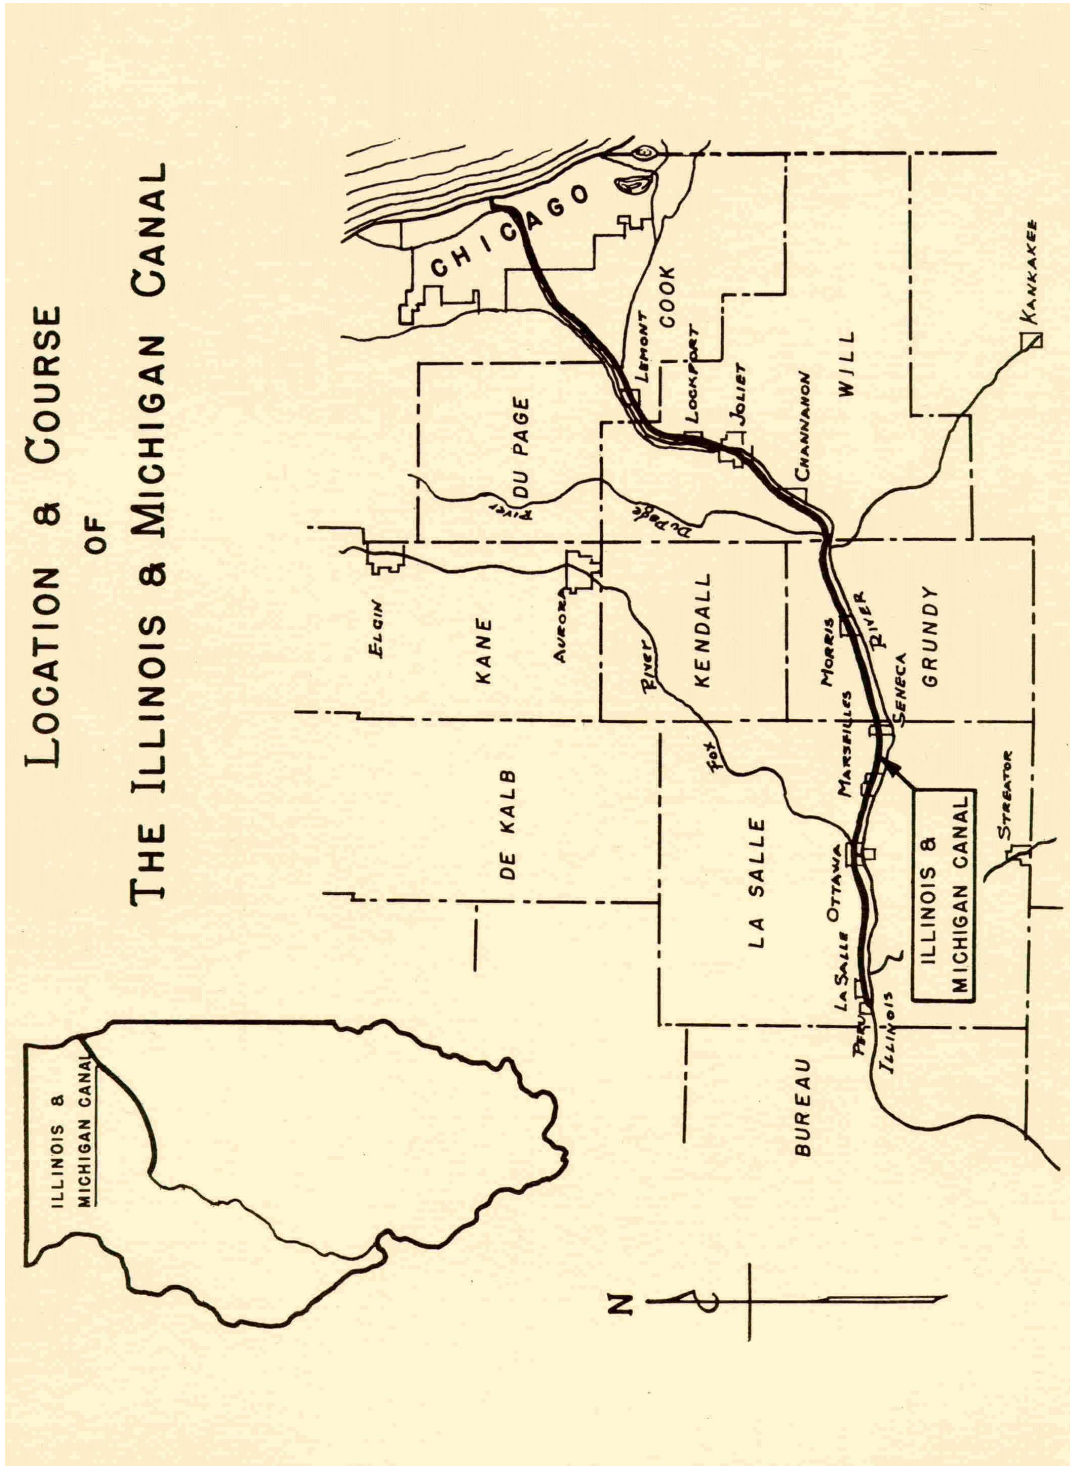 LOCATION & COURSE
OF
THE ILLINOIS & MICHIGAN CANAL
ILLINOIS &
MICHIGAN CANAL
N
CHICAGO
COOK
LEMONT
LOCKPORT
JOLIET
CHANNAHON
WILL
KANKAKEE
DU PAGE
River
DuPage
ELGIN
KANE
AURORA
KENDALL
River
Fox
MORRIS
RIVER
GRUNDY
SENECA
MARSEILLES
DE KALB
LA SALLE
OTTAWA
STREATOR
ILLINOIS &
MICHIGAN CANAL
LA SALLE
PERU
ILLINOIS
BUREAU